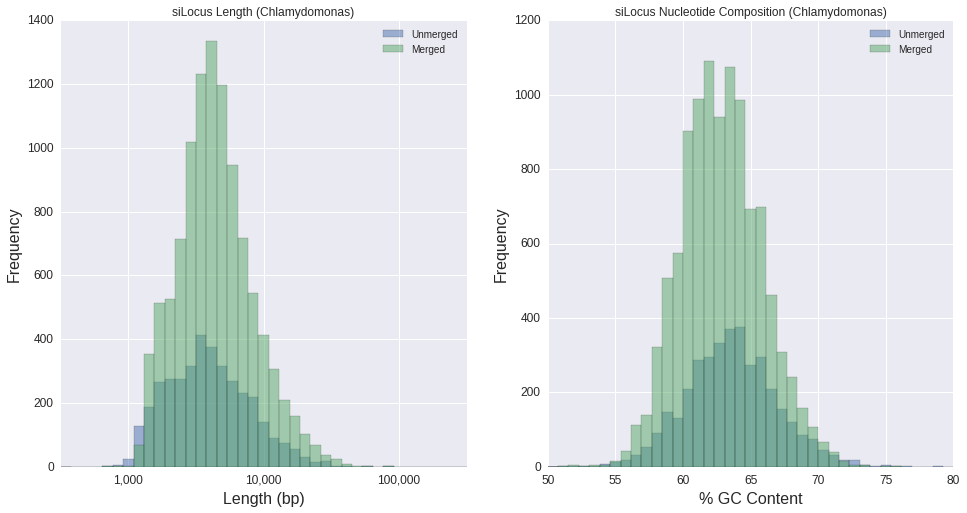 siLocus Length (Chlamydomonas)
1400
1200
1000
800
600
400
200
0
Frequency
Unmerged
Merged
1,000
10,000
100,000
Length (bp)
siLocus Nucleotide Composition (Chlamydomonas)
1200
1000
800
600
400
200
0
Frequency
Unmerged
Merged
50
55
60
65
70
75
80
% GC Content